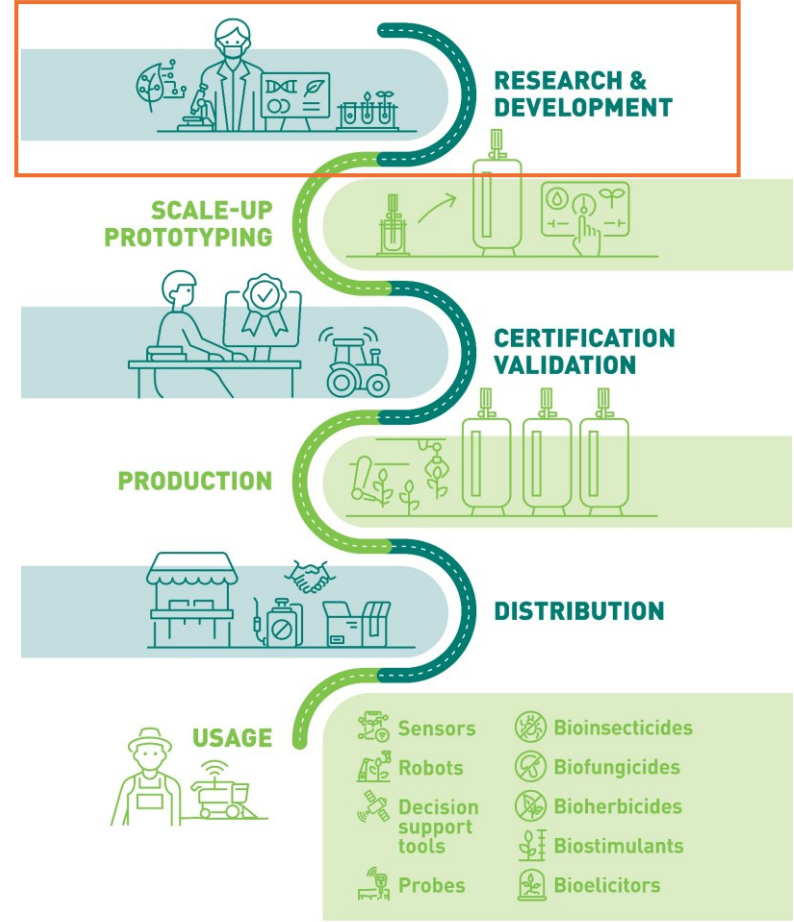 RESEARCH &
DEVELOPMENT
SCALE-UP
PROTOTYPING
CERTIFICATION
VALIDATION
PRODUCTION
DISTRIBUTION
USAGE
Sensors
Robots
Decision
support
tools
Probes
Bioinsecticides
Biofungicides
Bioherbicides
Biostimulants
Bioelicitors